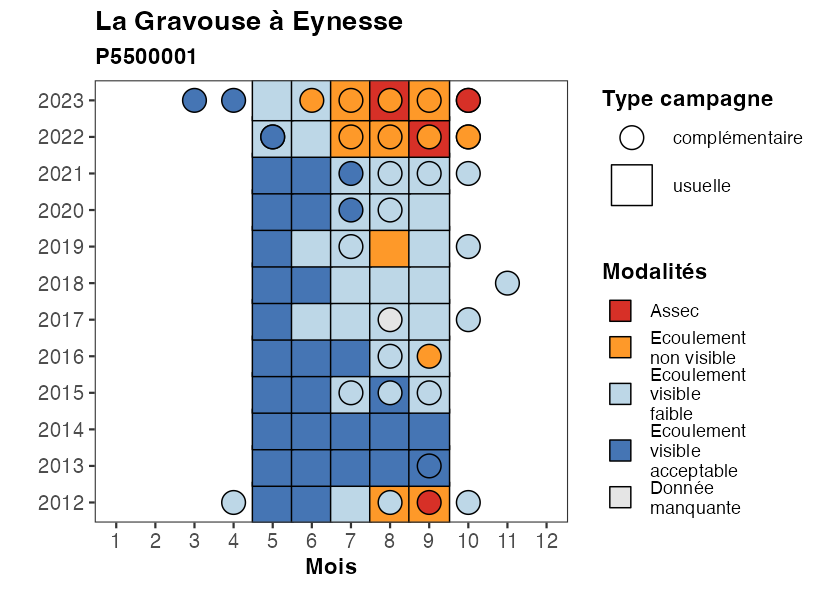 La Gravouse à Eynesse
P5500001
2023
2022
2021
2020
2019
2018
2017
2016
2015
2014
2013
2012
1 2 3 4 5 6 7 8 9 10 11 12
Mois
Type campagne
complémentaire
usuelle
Modalités
Assec
Ecoulement
non visible
Ecoulement
visible
faible
Ecoulement
visible
acceptable
Donnée
manquante